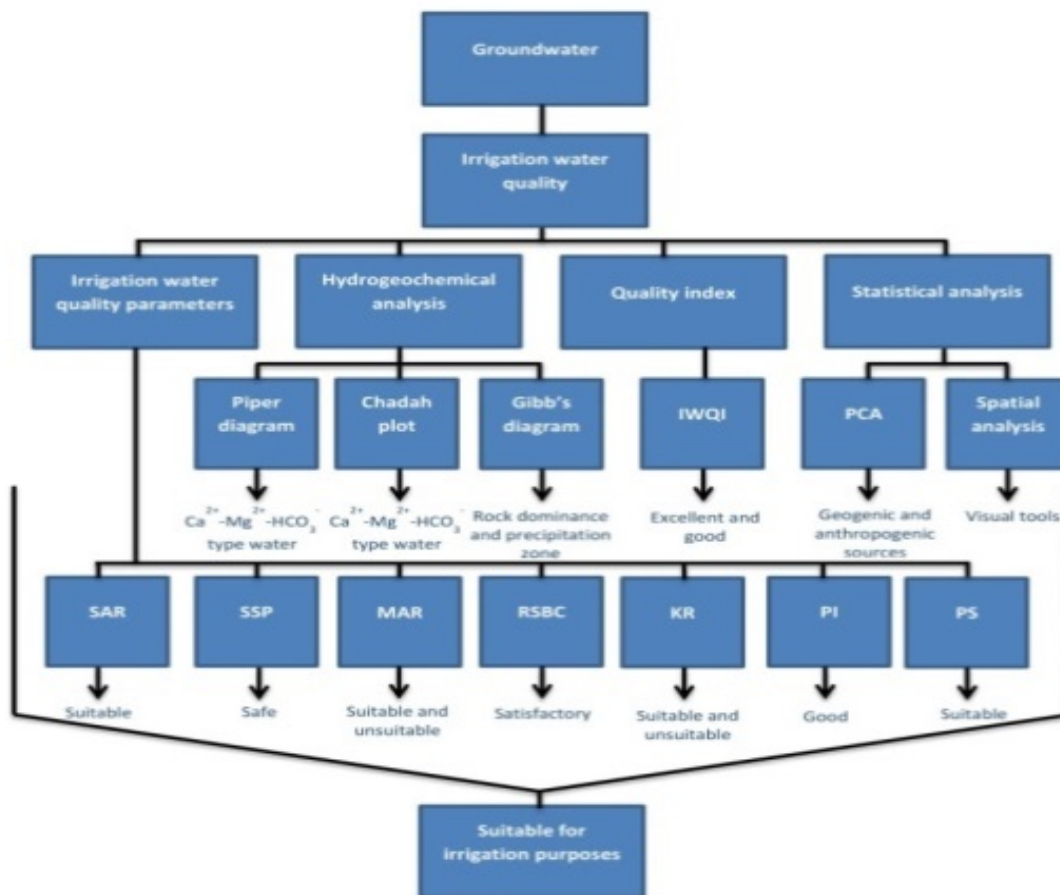 Groundwater
Irrigation water
quality
Irrigation water
quality parameters
Hydrogeochemical
analysis
Quality index
Statistical analysis
Piper
diagram
Chadah
plot
Gibb's
diagram
IWQI
PCA
Spatial
analysis
Ca²⁺-Mg²⁺-HCO₃⁻
type water
Ca²⁺-Mg²⁺-HCO₃⁻
type water
Rock dominance
and precipitation
zone
Excellent and
good
Geogenic and
anthropogenic
sources
Visual tools
SAR
SSP
MAR
RSBC
KR
PI
PS
Suitable
Safe
Suitable and
unsuitable
Satisfactory
Suitable and
unsuitable
Good
Suitable
Suitable for
irrigation purposes